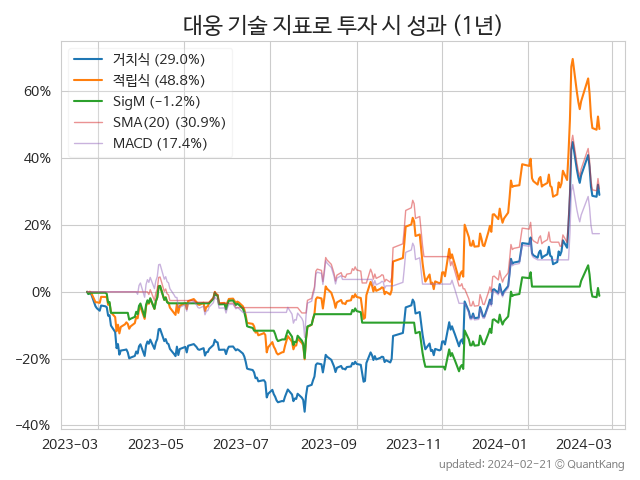 대웅 기술 지표로 투자 시 성과 (1년)
거치식 (29.0%)
적립식 (48.8%)
SigM (−1.2%)
SMA(20) (30.9%)
MACD (17.4%)
60%
40%
20%
0%
−20%
−40%
2023-03 2023-05 2023-07 2023-09 2023-11 2024-01 2024-03
updated: 2024-02-21 © QuantKang